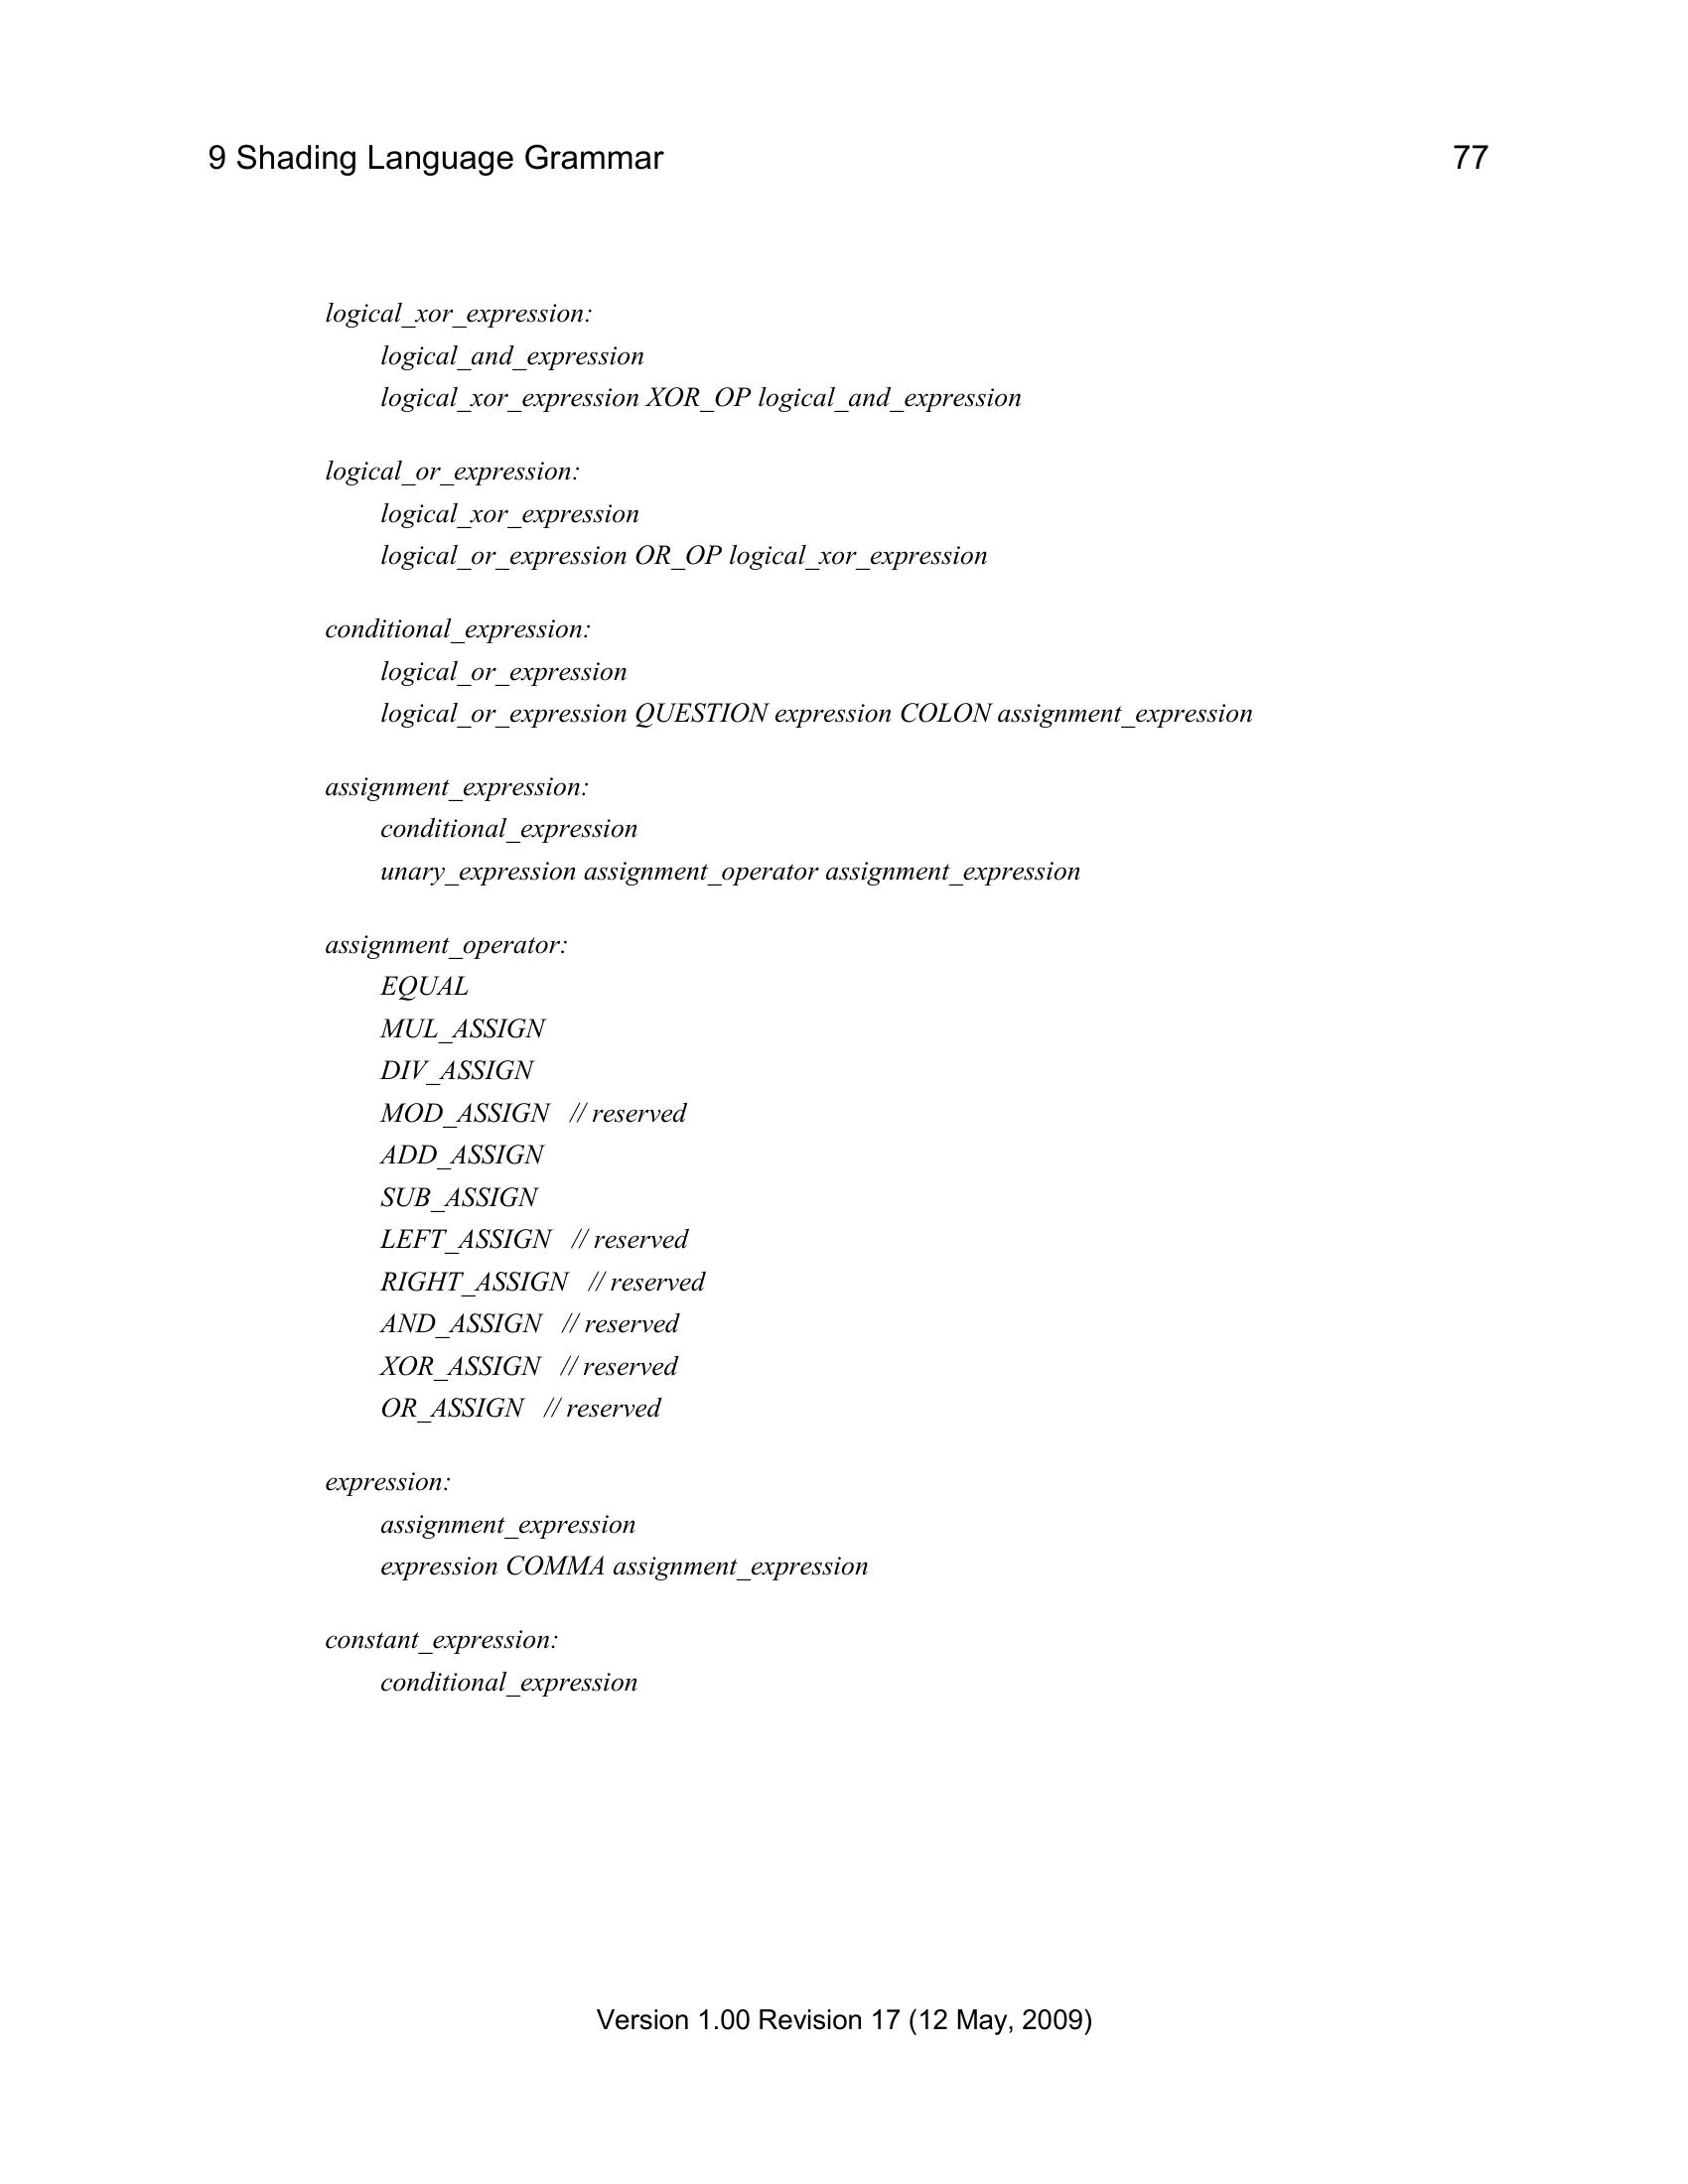 9 Shading Language Grammar 77
logical_xor_expression:
logical_and_expression
logical_xor_expression XOR_OP logical_and_expression
logical_or_expression:
logical_xor_expression
logical_or_expression OR_OP logical_xor_expression
conditional_expression:
logical_or_expression
logical_or_expression QUESTION expression COLON assignment_expression
assignment_expression:
conditional_expression
unary_expression assignment_operator assignment_expression
assignment_operator:
EQUAL
MUL_ASSIGN
DIV_ASSIGN
MOD_ASSIGN // reserved
ADD_ASSIGN
SUB_ASSIGN
LEFT_ASSIGN // reserved
RIGHT_ASSIGN // reserved
AND_ASSIGN // reserved
XOR_ASSIGN // reserved
OR_ASSIGN // reserved
expression:
assignment_expression
expression COMMA assignment_expression
constant_expression:
conditional_expression
Version 1.00 Revision 17 (12 May, 2009)